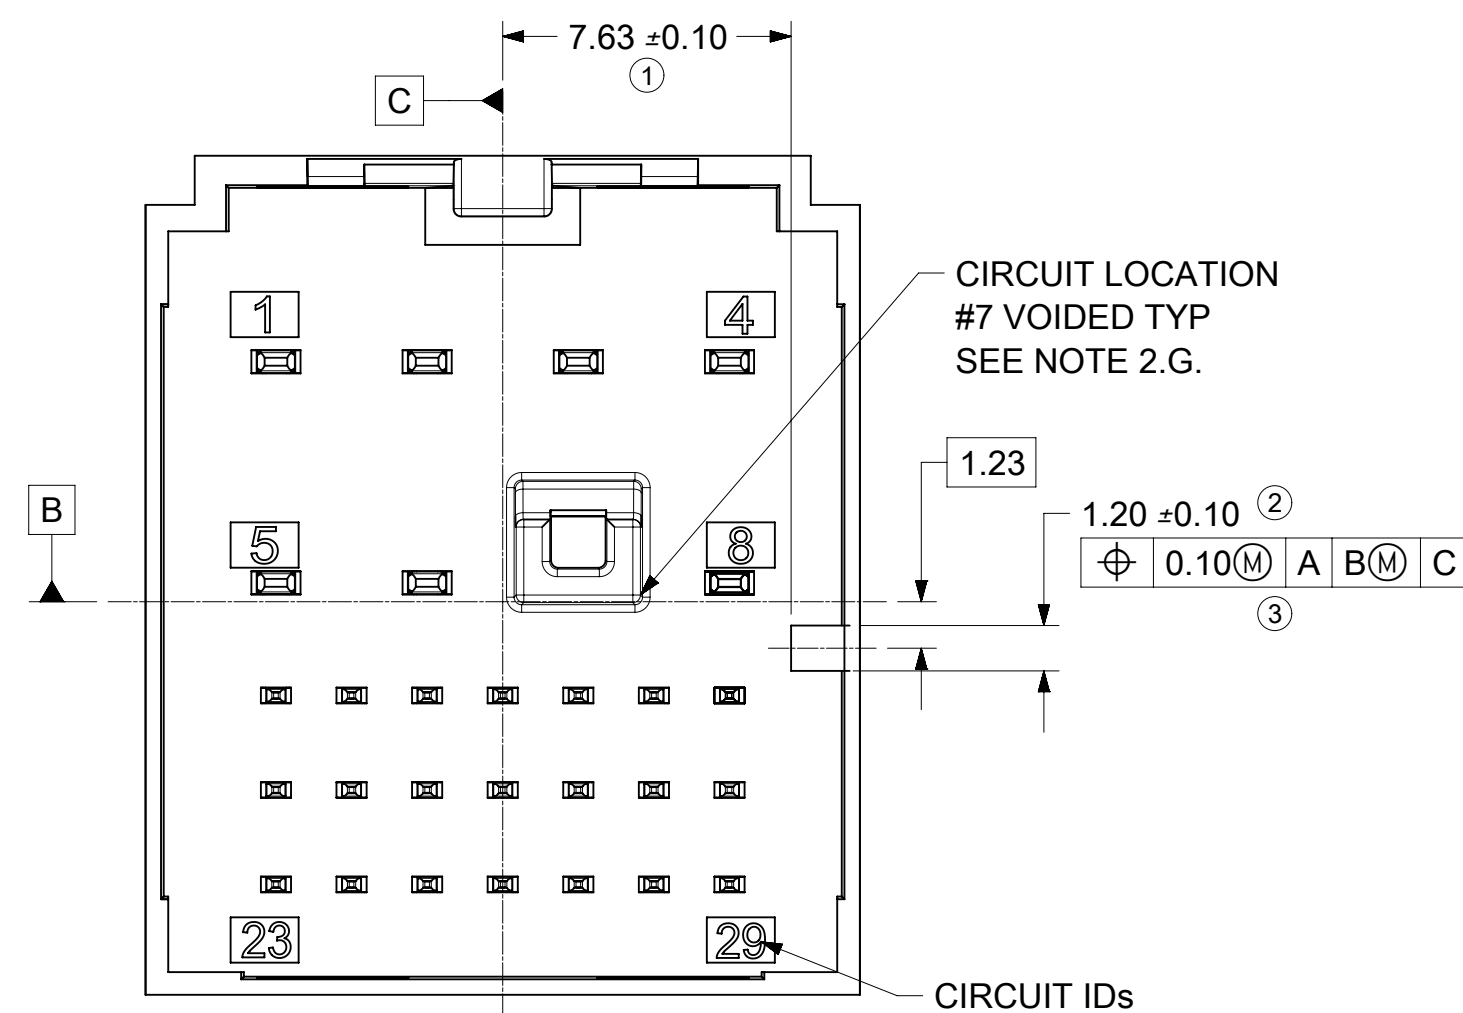 7.63 ±0.10
1
C
CIRCUIT LOCATION
#7 VOIDED TYP
SEE NOTE 2.G.
1 4
1.23
B
1.20 ±0.10 2
⌖ 0.10Ⓜ A BⓂ C
3
5 8
23 29
CIRCUIT IDs